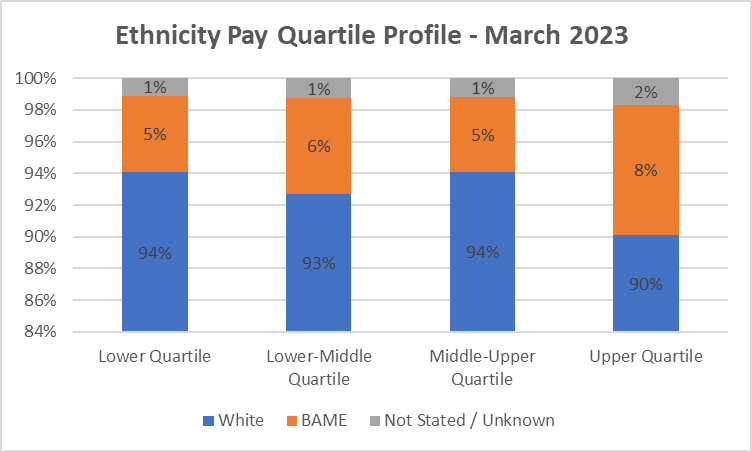 Ethnicity Pay Quartile Profile - March 2023
100%
98%
96%
94%
92%
90%
88%
86%
84%
1%
1%
1%
2%
5%
6%
5%
8%
94%
93%
94%
90%
Lower Quartile
Lower-Middle
Quartile
Middle-Upper
Quartile
Upper Quartile
White
BAME
Not Stated / Unknown